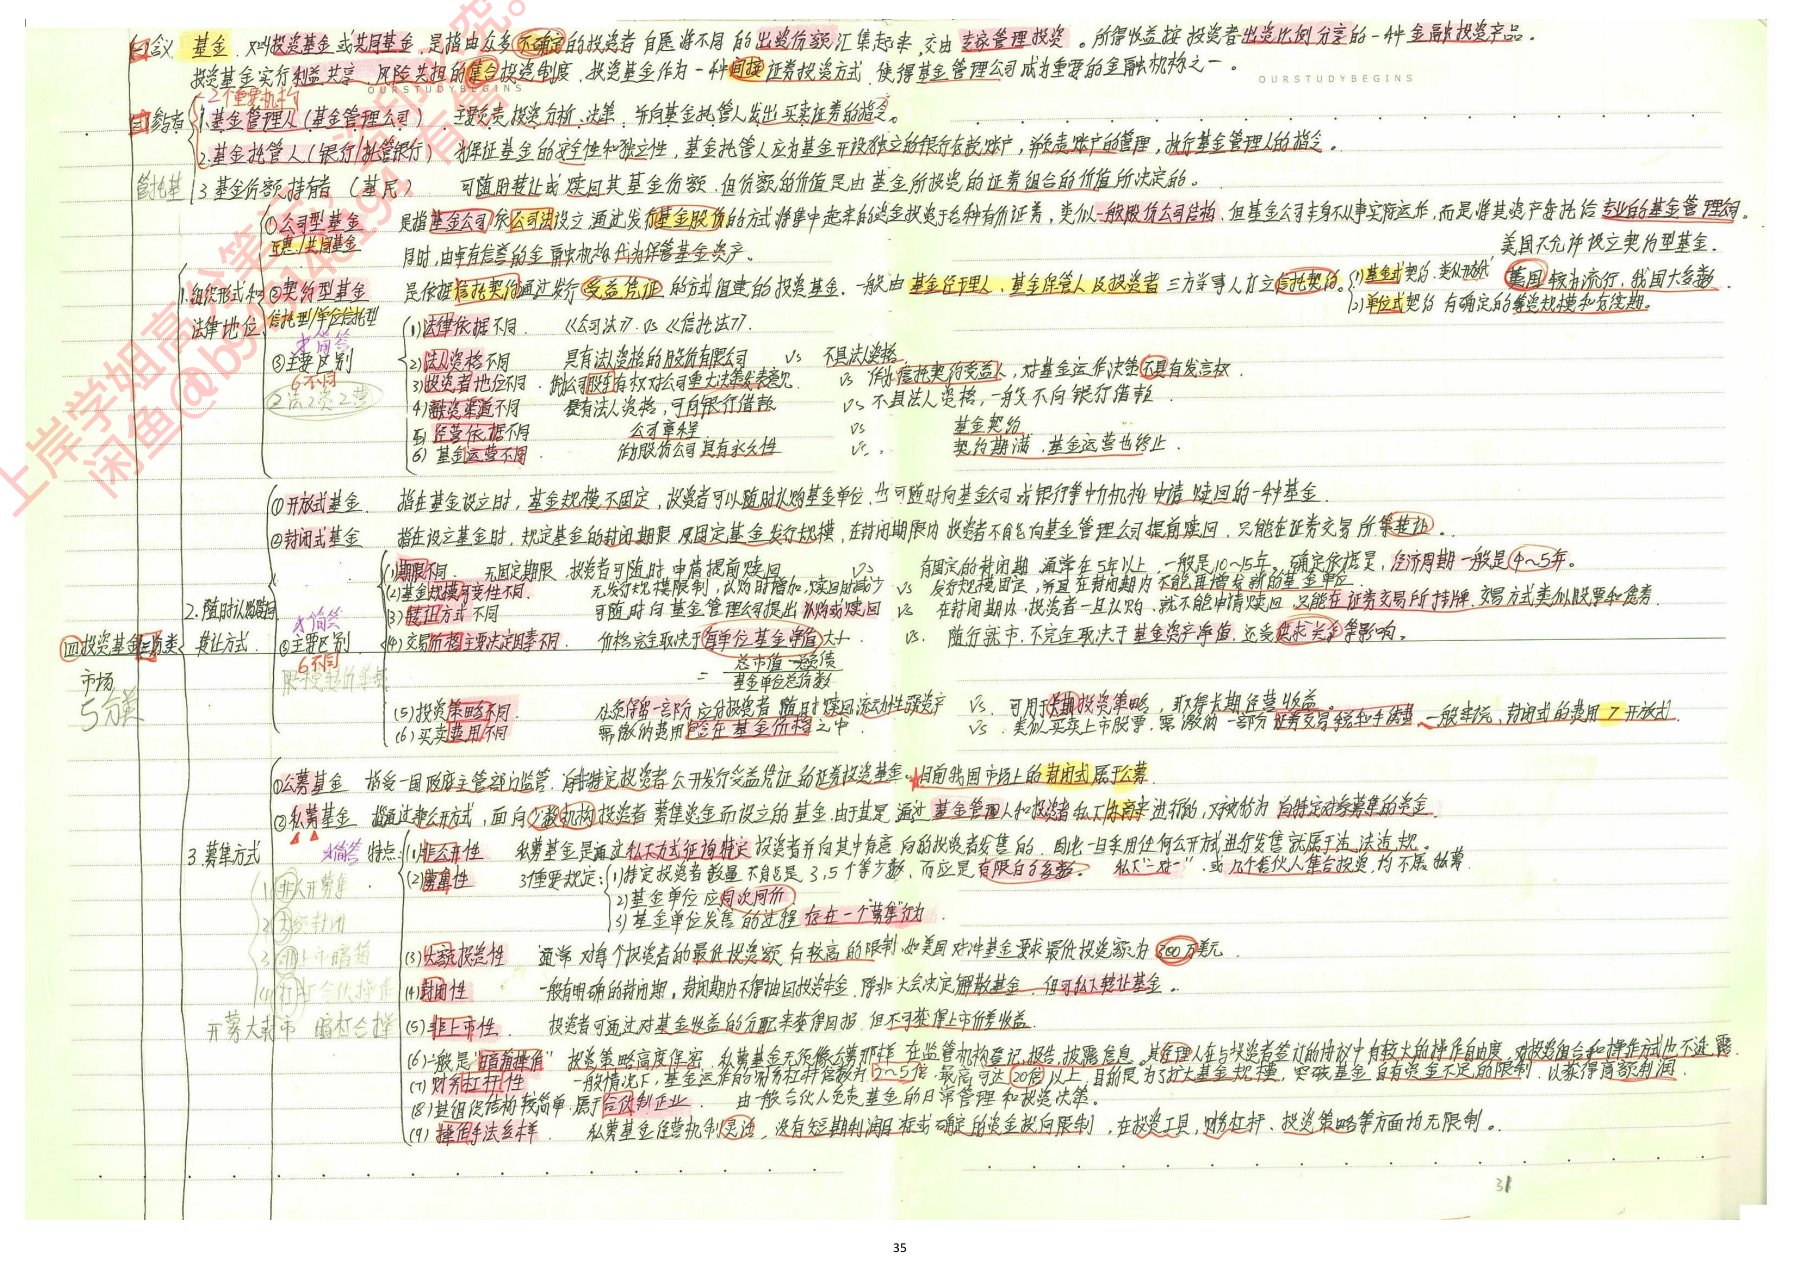 (一)含义 基金,又叫投资基金或共同基金,是指由众多不确定的投资者自愿将不同的出资份额汇集起来,交由专家管理投资。所得收益按投资者出资比例分享的一种金融投资产品。
投资基金实行利益共享、风险共担的集合投资制度,投资基金作为一种间接证券投资方式,使得基金管理公司成为重要的金融机构之一。
OURSTUDYBEGINS OURSTUDYBEGINS
2个重要机构
(二)参与者 1.基金管理人(基金管理公司) 主要负责投资分析、决策,并向基金托管人发出买卖证券的指令。
2.基金托管人(银行/托管银行) 为保证基金的安全性和独立性,基金托管人应为基金开设独立的银行存款账户,并负责账户的管理,执行基金管理人的指令。
管托基 3.基金份额持有者(基民) 可随时转让或赎回其基金份额,但份额的价值是由基金所投资的证券组合的价值所决定的。
①公司型基金 是指基金公司依公司法设立,通过发行基金股份的方式将集中起来的资金投资于各种有价证券,类似一般股份公司结构,但基金公司本身不从事实际运作,而是将其资产委托给专业的基金管理公司。
互惠/共同基金 同时,由卓有信誉的金融机构代为保管基金资产。 美国不允许设立契约型基金.
1.组织形式和法律地位 ②契约型基金 是依据信托契约通过发行受益凭证的方式组建的投资基金.一般由基金经理人、基金保管人及投资者三方当事人订立信托契约。
信托型/单位信托型
1)基金式契约: 英国较为流行,我国大多数.
2)单位式契约 有确定的筹资规模和存续期。
☆简答
③主要区别
6不同
2法2资2营
(1)法律依据不同. 《公司法》 vs 《信托法》.
2)法人资格不同 具有法人资格的股份有限公司 vs 不具法人资格
3)投资者地位不同. 作为公司股东有权对公司重大决策发表意见 vs 作为信托契约受益人,对基金运作决策不具有发言权.
4)融资渠道不同 具有法人资格,可向银行借款 vs 不具法人资格,一般不向银行借款.
5)经营依据不同 公司章程 vs 基金契约
6)基金运营不同. 作为股份公司具有永久性 vs. 契约期满,基金运营也终止.
①开放式基金. 指在基金设立时,基金规模不固定,投资者可以随时认购基金单位,也可随时向基金公司或银行等中介机构申请赎回的一种基金.
②封闭式基金 指在设立基金时,规定基金的封闭期限及固定基金发行规模,在封闭期限内投资者不能向基金管理公司提前赎回,只能在证券交易所集转让.
2.随时认购赎回转让方式. ☆简答 ③主要区别 6不同
(1)期限不同. 无固定期限,投资者可随时申请提前赎回 vs 有固定的封闭期,通常在5年以上,一般是10~15年.确定依据是,经济周期一般是4~5年。
(2)基金规模可变性不同. 无发行规模限制,认购时增加,赎回时减少 vs 发行规模固定,并且在封闭期内不能再增发新的基金单位.
(3)转让方式不同 可随时向基金管理公司提出认购或赎回 vs 在封闭期内,投资者一旦认购,就不能申请赎回,只能在证券交易所挂牌,交易方式类似股票和债券.
(4)交易价格主要决定因素不同. 价格完全取决于每单位基金净值大小 vs. 随行就市,不完全取决于基金资产净值,还受供求关系等影响。
= 总市值-总负债 / 基金单位总份数
四投资基金市场 (三)分类
5分类
(5)投资策略不同. 必须保留一部分应付投资者随时赎回流动性强资产 vs. 可用于长期投资策略,取得长期经营收益。
(6)买卖费用不同 需缴纳费用包含在基金价格之中. vs. 类似买卖上市股票,需缴纳一部分证券交易税和手续费,一般来说,封闭式的费用 > 开放式.
①公募基金 指受一国政府主管部门监管,向非特定投资者公开发行受益凭证的证券投资基金.★目前我国市场上的封闭式属于公募.
②私募基金 指通过非公开方式,面向少数机构投资者募集资金而设立的基金,由于其是通过基金管理人和投资者私下协商来进行的,又被称为向特定对象募集的资金.
3.募集方式 ☆简答 特点:
(1)非公开性 私募基金是通过私下方式征询特定投资者并向其中有意向的投资者发售的,因此一旦采用任何公开方式进行发售就属于违法违规.
(2)募集性 3个重要规定: (1)特定投资者数量不能是3、5个等少数,而应是有限的多数。私下“一对一”,或几个合伙人集合投资,均不属私募.
2)基金单位应同次同价
3)基金单位发售的过程存在一个“募集”行为.
(3)大额投资性 通常对每个投资者的最低投资额有较高的限制,如美国对冲基金要求最低投资额为300万美元.
(4)封闭性 一般有明确的封闭期,封闭期内不得抽回投资本金,除非大会决定解散基金,但可私下转让基金。
(5)非上市性. 投资者可通过对基金收益的分配来获得回报,但不可获得上市价差收益.
开募大封市 暗杠合操
(6)一般是“暗箱操作” 投资策略高度保密,私募基金无须像公募那样,在监管机构登记、报告、披露信息。其经理人在与投资者签订的协议中有较大的操作自由度,对投资组合和操作方式也不透露.
(7)财务杠杆性 一般情况下,基金运作的财务杠杆倍数为2~5倍,最高可达20倍以上,目的是为了扩大基金规模,突破基金自有资金不足的限制,以获得高额利润.
(8)其组织结构较简单,属于合伙制企业. 由一般合伙人负责基金的日常管理和投资决策。
(9)操作手法多样. 私募基金经营机制灵活,没有短期利润目标或确定的资金投向限制,在投资工具,财务杠杆、投资策略等方面均无限制。
31
35